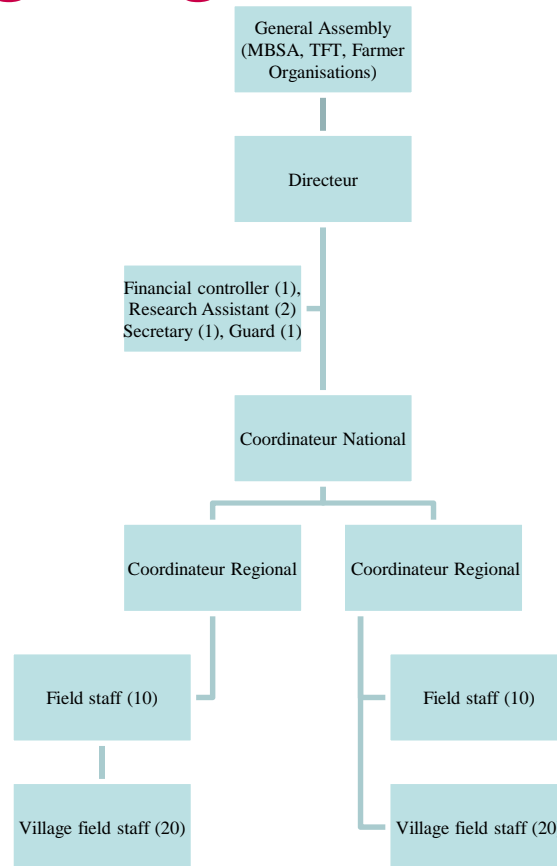 General Assembly
(MBSA, TFT, Farmer
Organisations)
Directeur
Financial controller (1),
Research Assistant (2)
Secretary (1), Guard (1)
Coordinateur National
Coordinateur Regional
Coordinateur Regional
Field staff (10)
Field staff (10)
Village field staff (20)
Village field staff (20